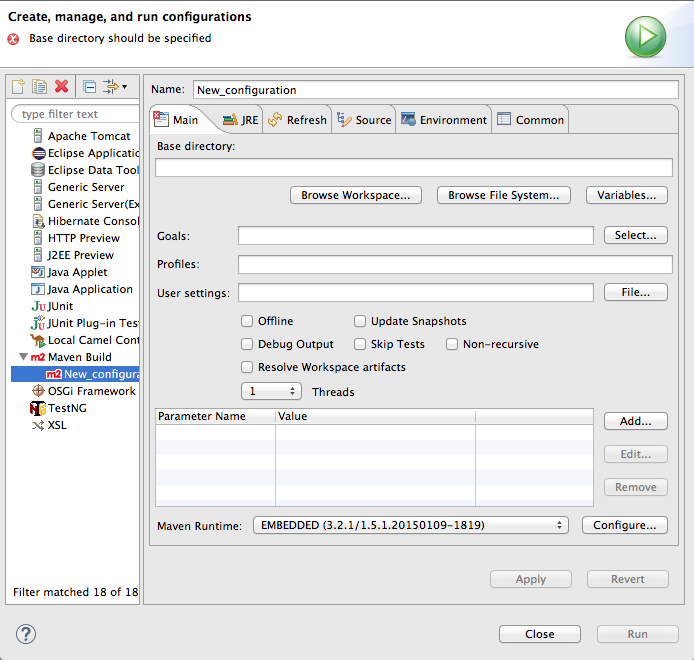 Create, manage, and run configurations
Base directory should be specified
type filter text
Apache Tomcat
Eclipse Applicatio
Eclipse Data Tool
Generic Server
Generic Server(Ex
Hibernate Consol
HTTP Preview
J2EE Preview
Java Applet
Java Application
JUnit
JUnit Plug-in Test
Local Camel Cont
Maven Build
New_configura
OSGi Framework
TestNG
XSL
Filter matched 18 of 18
Name: New_configuration
Main JRE Refresh Source Environment Common
Base directory:
Browse Workspace... Browse File System... Variables...
Goals: Select...
Profiles:
User settings: File...
Offline Update Snapshots
Debug Output Skip Tests Non-recursive
Resolve Workspace artifacts
1 Threads
Parameter Name Value
Add...
Edit...
Remove
Maven Runtime: EMBEDDED (3.2.1/1.5.1.20150109-1819) Configure...
Apply Revert
? Close Run